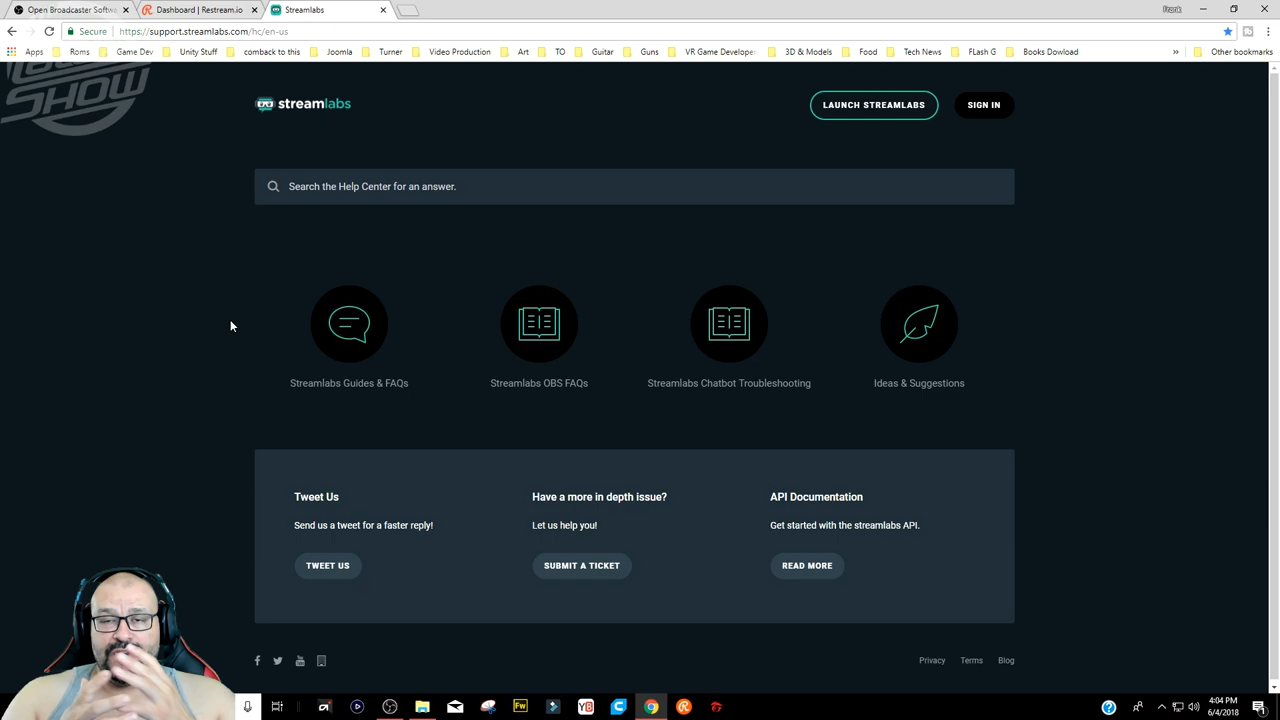 Open Broadcaster Softwa
Dashboard | Restream.io
Streamlabs
Frank
Secure
https://support.streamlabs.com/hc/en-us
Apps
Roms
Game Dev
Unity Stuff
comback to this
Joomla
Turner
Video Production
Art
TO
Guitar
Guns
VR Game Develope
3D & Models
Food
Tech News
FLash G
Books Dowload
»
Other bookmarks
SHOW
streamlabs
LAUNCH STREAMLABS
SIGN IN
Search the Help Center for an answer.
Streamlabs Guides & FAQs
Streamlabs OBS FAQs
Streamlabs Chatbot Troubleshooting
Ideas & Suggestions
Tweet Us
Send us a tweet for a faster reply!
TWEET US
Have a more in depth issue?
Let us help you!
SUBMIT A TICKET
API Documentation
Get started with the streamlabs API.
READ MORE
Privacy
Terms
Blog
Fw
4:04 PM
6/4/2018